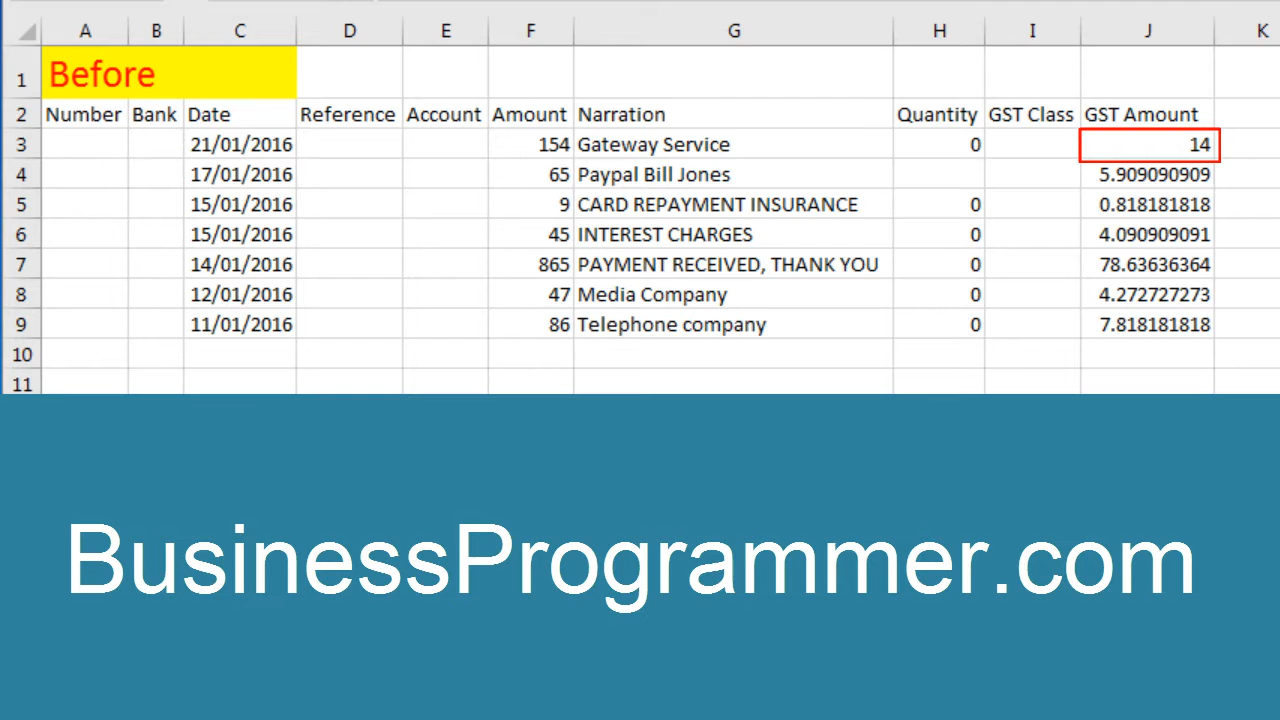 A B C D E F G H I J K
1 Before
2 Number Bank Date Reference Account Amount Narration Quantity GST Class GST Amount
3 21/01/2016 154 Gateway Service 0 14
4 17/01/2016 65 Paypal Bill Jones 5.909090909
5 15/01/2016 9 CARD REPAYMENT INSURANCE 0 0.818181818
6 15/01/2016 45 INTEREST CHARGES 0 4.090909091
7 14/01/2016 865 PAYMENT RECEIVED, THANK YOU 0 78.63636364
8 12/01/2016 47 Media Company 0 4.272727273
9 11/01/2016 86 Telephone company 0 7.818181818
10
11
BusinessProgrammer.com